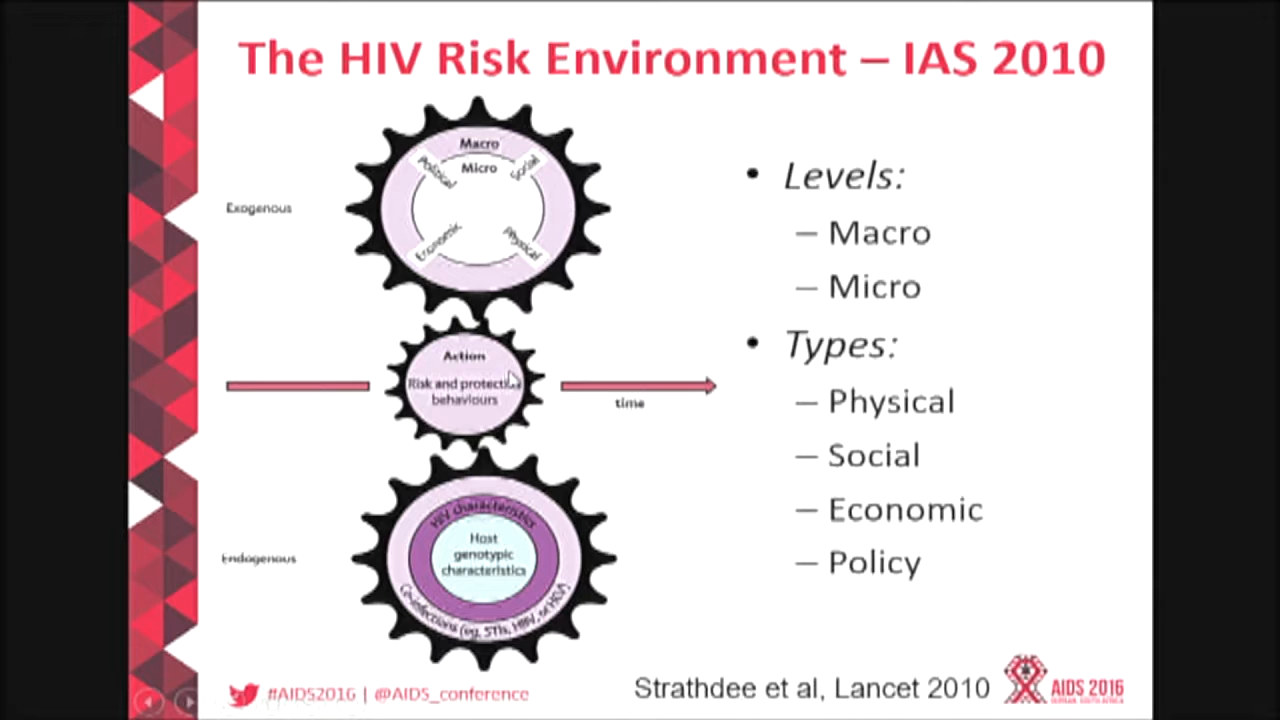 The HIV Risk Environment – IAS 2010
Exogenous
Macro
Micro
Political
Social
Economic
Physical
Action
Risk and protective
behaviours
time
Endogenous
HIV characteristics
Host
genotypic
characteristics
Co-infections (eg, STIs, HBV, or HCV)
• Levels:
– Macro
– Micro
• Types:
– Physical
– Social
– Economic
– Policy
#AIDS2016 | @AIDS_conference
Strathdee et al, Lancet 2010
AIDS 2016
DURBAN, SOUTH AFRICA